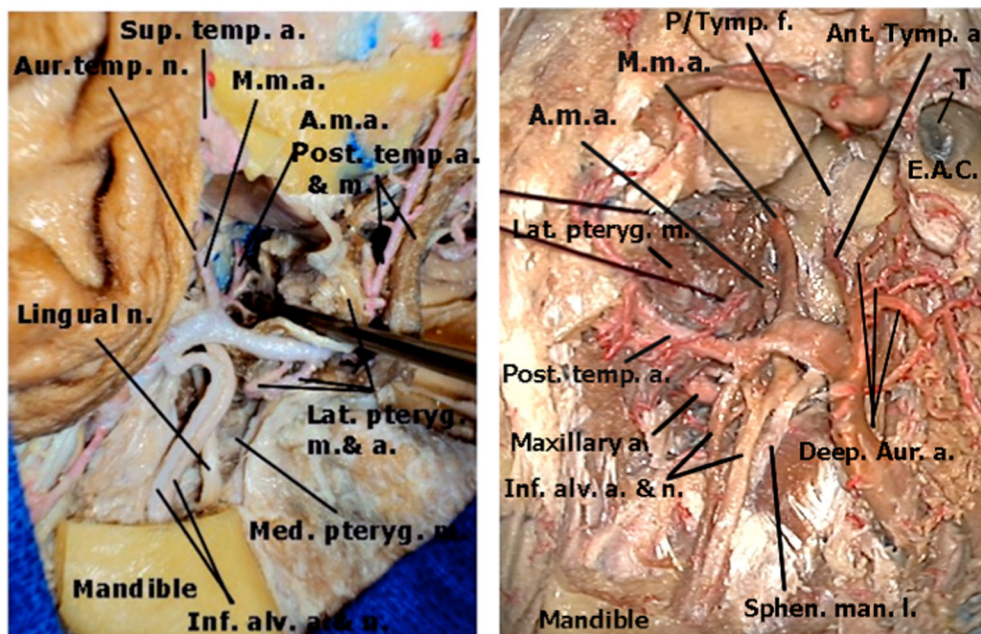 Sup. temp. a.
Aur.temp. n.
M.m.a.
A.m.a.
Post. temp.a.
& m.
Lingual n.
Lat. pteryg.
m.& a.
Med. pteryg. m.
Mandible
Inf. alv. a. & n.
P/Tymp. f.
Ant. Tymp. a
M.m.a.
T
A.m.a.
E.A.C.
Lat. pteryg. m.
Post. temp. a.
Maxillary a.
Deep. Aur. a.
Inf. alv. a. & n.
Sphen. man. l.
Mandible